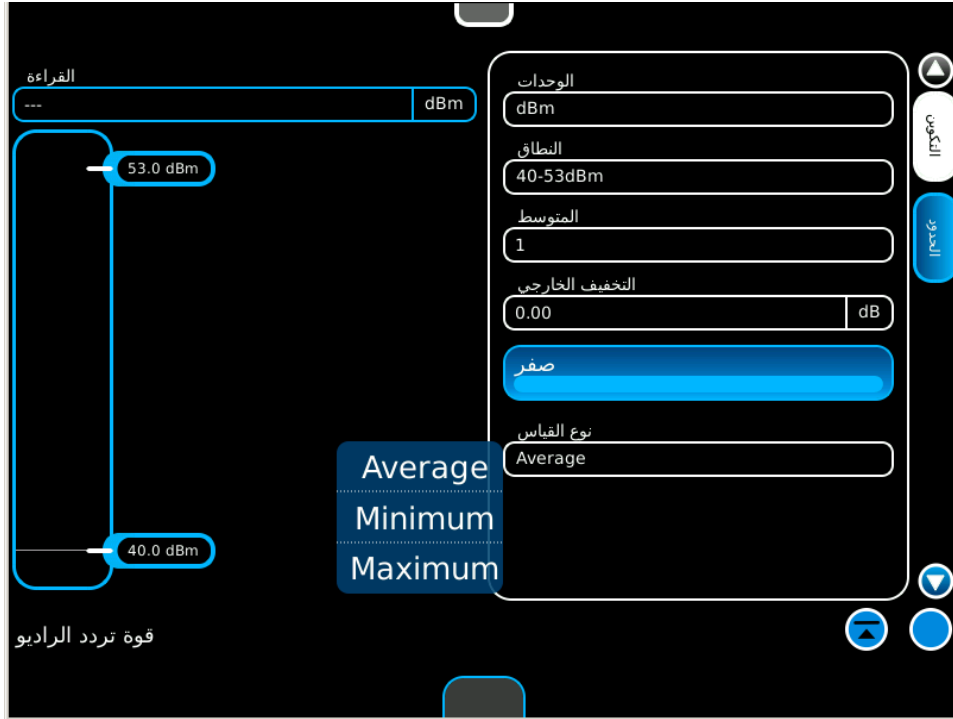 القراءة
---
dBm
53.0 dBm
40.0 dBm
الوحدات
dBm
النطاق
40-53dBm
المتوسط
1
التخفيف الخارجي
0.00
dB
صفر
نوع القياس
Average
Average
Minimum
Maximum
التكوين
الحدود
قوة تردد الراديو